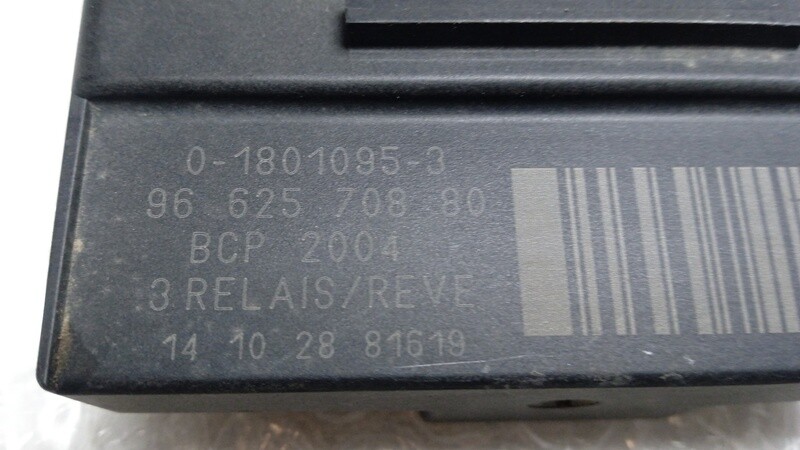 0-1801095-3
96 625 708 80
BCP 2004
3 RELAIS/REVE
14 10 28 81619